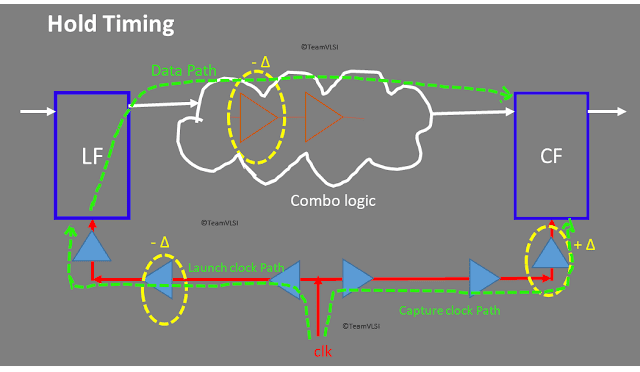 Hold Timing
©TeamVLSI
- Δ
Data Path
LF
CF
Combo logic
©TeamVLSI
- Δ
+ Δ
Launch clock Path
Capture clock Path
©TeamVLSI
clk